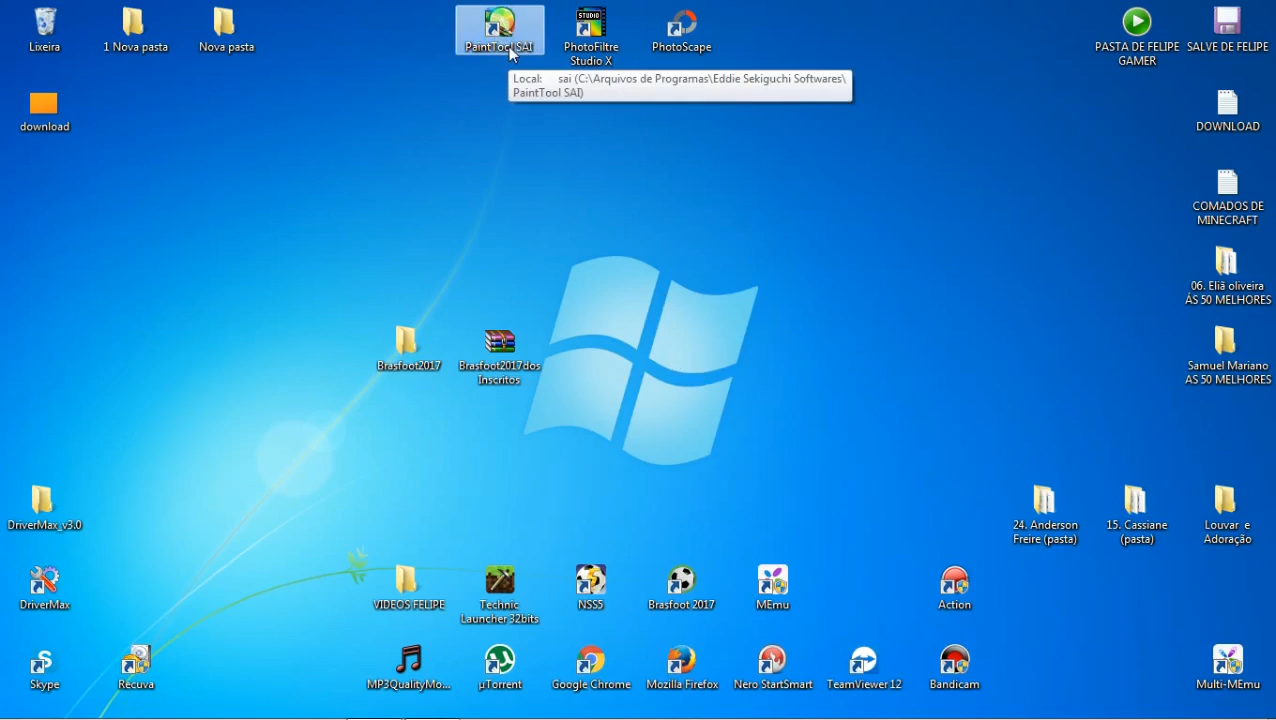 Lixeira
1 Nova pasta
Nova pasta
PaintTool SAI
STUDIO
PhotoFiltre
Studio X
PhotoScape
PASTA DE FELIPE
GAMER
SALVE DE FELIPE
Local: sai (C:\Arquivos de Programas\Eddie Sekiguchi Softwares\
PaintTool SAI)
download
DOWNLOAD
COMADOS DE
MINECRAFT
06. Eliã oliveira
ÁS 50 MELHORES
Brasfoot2017
Brasfoot2017dos
Inscritos
Samuel Mariano
AS 50 MELHORES
DriverMax_v3.0
24. Anderson
Freire (pasta)
15. Cassiane
(pasta)
Louvar e
Adoração
DriverMax
VIDEOS FELIPE
Technic
Launcher 32bits
NSS5
Brasfoot 2017
MEmu
Action
Skype
Recuva
MP3QualityMo...
µTorrent
Google Chrome
Mozilla Firefox
Nero StartSmart
TeamViewer 12
Bandicam
Multi-MEmu